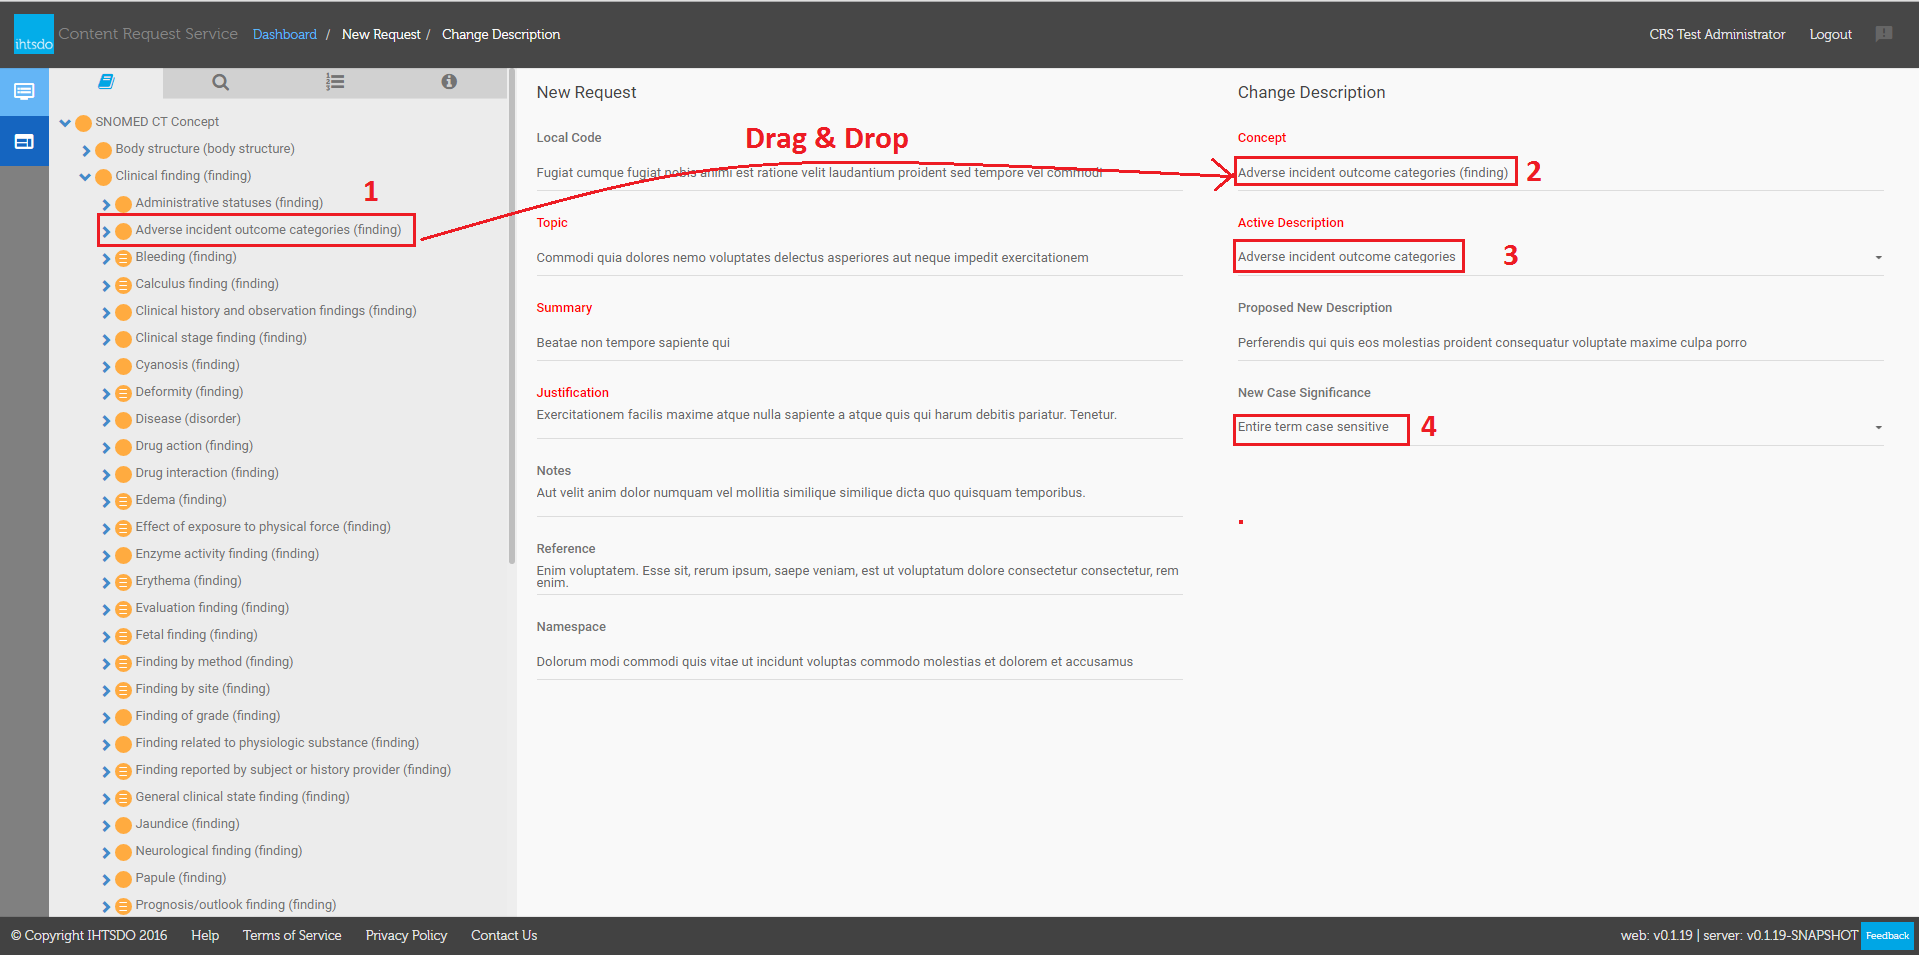 ihtsdo
Content Request Service Dashboard / New Request / Change Description
CRS Test Administrator Logout
SNOMED CT Concept
Body structure (body structure)
Clinical finding (finding)
1
Administrative statuses (finding)
Adverse incident outcome categories (finding)
Bleeding (finding)
Calculus finding (finding)
Clinical history and observation findings (finding)
Clinical stage finding (finding)
Cyanosis (finding)
Deformity (finding)
Disease (disorder)
Drug action (finding)
Drug interaction (finding)
Edema (finding)
Effect of exposure to physical force (finding)
Enzyme activity finding (finding)
Erythema (finding)
Evaluation finding (finding)
Fetal finding (finding)
Finding by method (finding)
Finding by site (finding)
Finding of grade (finding)
Finding related to physiologic substance (finding)
Finding reported by subject or history provider (finding)
General clinical state finding (finding)
Jaundice (finding)
Neurological finding (finding)
Papule (finding)
Prognosis/outlook finding (finding)
New Request
Local Code
Drag & Drop
Fugiat cumque fugiat nobis animi est ratione velit laudantium proident sed tempore vel commodi
Topic
Commodi quia dolores nemo voluptates delectus asperiores aut neque impedit exercitationem
Summary
Beatae non tempore sapiente qui
Justification
Exercitationem facilis maxime atque nulla sapiente a atque quis qui harum debitis pariatur. Tenetur.
Notes
Aut velit anim dolor numquam vel mollitia similique similique dicta quo quisquam temporibus.
Reference
Enim voluptatem. Esse sit, rerum ipsum, saepe veniam, est ut voluptatum dolore consectetur consectetur, rem
enim.
Namespace
Dolorum modi commodi quis vitae ut incidunt voluptas commodo molestias et dolorem et accusamus
Change Description
Concept
Adverse incident outcome categories (finding) 2
Active Description
Adverse incident outcome categories 3
Proposed New Description
Perferendis qui quis eos molestias proident consequatur voluptate maxime culpa porro
New Case Significance
Entire term case sensitive 4
© Copyright IHTSDO 2016 Help Terms of Service Privacy Policy Contact Us
web: v0.1.19 | server: v0.1.19-SNAPSHOT Feedback